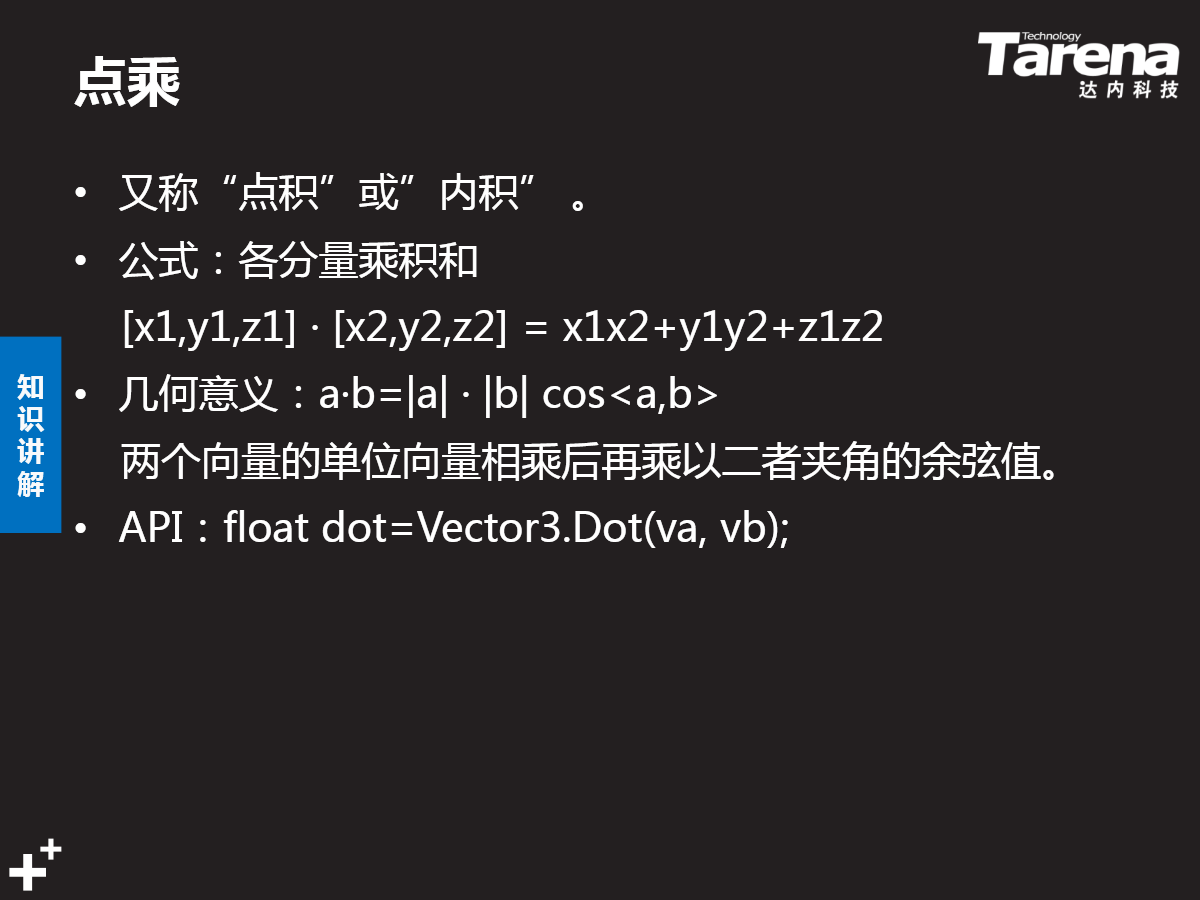 点乘
Technology
Tarena
达内科技
• 又称“点积”或”内积” 。
• 公式：各分量乘积和
[x1,y1,z1] · [x2,y2,z2] = x1x2+y1y2+z1z2
• 几何意义：a·b=|a| · |b| cos<a,b>
两个向量的单位向量相乘后再乘以二者夹角的余弦值。
• API：float dot=Vector3.Dot(va, vb);
知识讲解